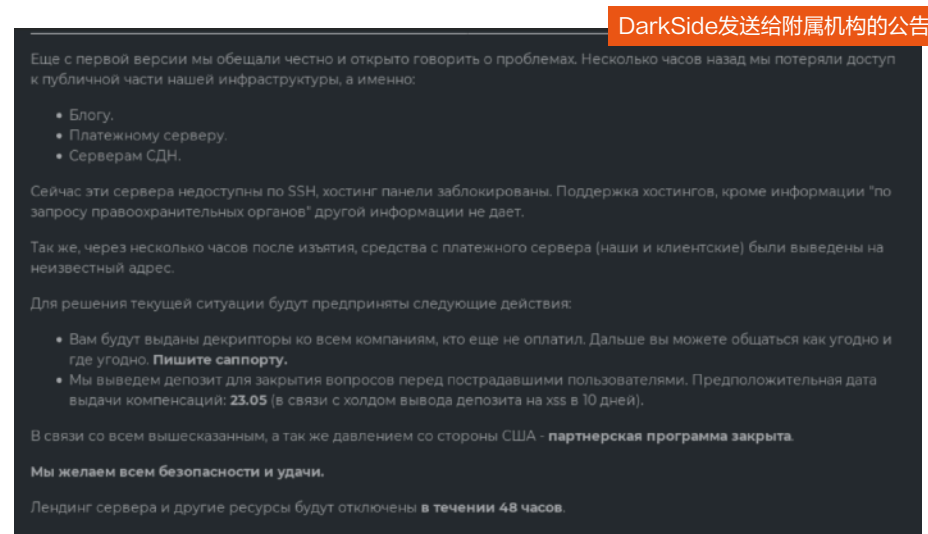 DarkSide发送给附属机构的公告
Еще с первой версии мы обещали честно и открыто говорить о проблемах. Несколько часов назад мы потеряли доступ
к публичной части нашей инфраструктуры, а именно:
• Блогу.
• Платежному серверу.
• Серверам СДН.
Сейчас эти сервера недоступны по SSH, хостинг панели заблокированы. Поддержка хостингов, кроме информации "по
запросу правоохранительных органов" другой информации не дает.
Так же, через несколько часов после изъятия, средства с платежного сервера (наши и клиентские) были выведены на
неизвестный адрес.
Для решения текущей ситуации будут предприняты следующие действия:
• Вам будут выданы декрипторы ко всем компаниям, кто еще не оплатил. Дальше вы можете общаться как угодно и
где угодно. Пишите саппорту.
• Мы выведем депозит для закрытия вопросов перед пострадавшими пользователями. Предположительная дата
выдачи компенсаций: 23.05 (в связи с холдом вывода депозита на xss в 10 дней).
В связи со всем вышесказанным, а так же давлением со стороны США - партнерская программа закрыта.
Мы желаем всем безопасности и удачи.
Лендинг сервера и другие ресурсы будут отключены в течении 48 часов.